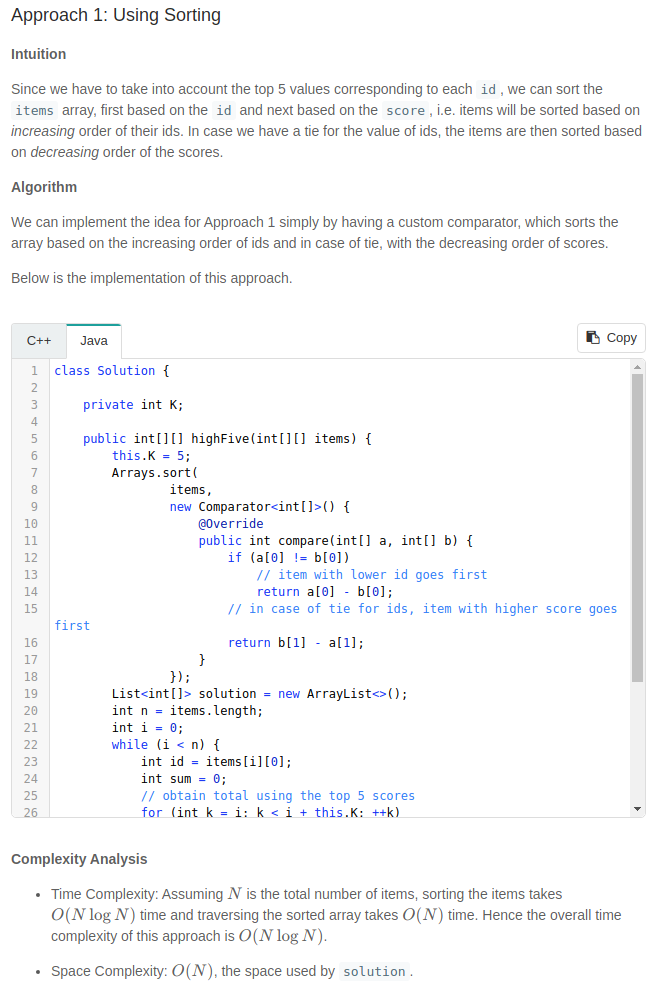 Approach 1: Using Sorting
Intuition
Since we have to take into account the top 5 values corresponding to each id , we can sort the
items array, first based on the id and next based on the score , i.e. items will be sorted based on
increasing order of their ids. In case we have a tie for the value of ids, the items are then sorted based
on decreasing order of the scores.
Algorithm
We can implement the idea for Approach 1 simply by having a custom comparator, which sorts the
array based on the increasing order of ids and in case of tie, with the decreasing order of scores.
Below is the implementation of this approach.
C++ Java Copy
1 class Solution {
2
3     private int K;
4
5     public int[][] highFive(int[][] items) {
6         this.K = 5;
7         Arrays.sort(
8                 items,
9                 new Comparator<int[]>() {
10                     @Override
11                     public int compare(int[] a, int[] b) {
12                         if (a[0] != b[0])
13                             // item with lower id goes first
14                             return a[0] - b[0];
15                         // in case of tie for ids, item with higher score goes
first
16                         return b[1] - a[1];
17                     }
18                 });
19         List<int[]> solution = new ArrayList<>();
20         int n = items.length;
21         int i = 0;
22         while (i < n) {
23             int id = items[i][0];
24             int sum = 0;
25             // obtain total using the top 5 scores
26             for (int k = i; k < i + this.K; ++k)
Complexity Analysis
• Time Complexity: Assuming N is the total number of items, sorting the items takes
O(N log N) time and traversing the sorted array takes O(N) time. Hence the overall time
complexity of this approach is O(N log N).
• Space Complexity: O(N), the space used by solution .